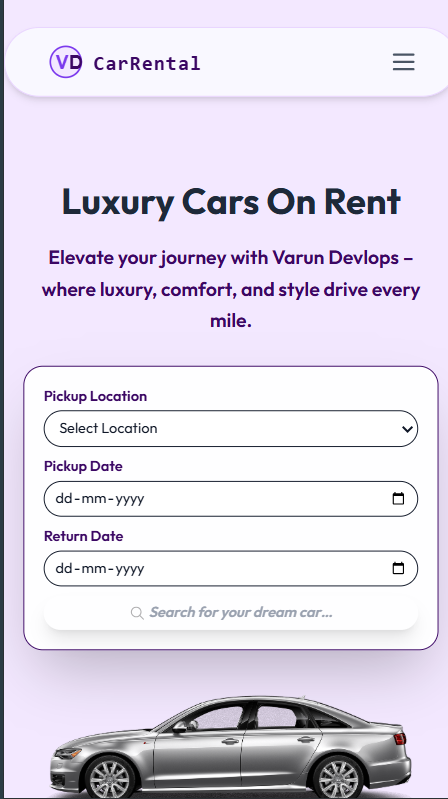 VD CarRental
Luxury Cars On Rent
Elevate your journey with Varun Devlops –
where luxury, comfort, and style drive every
mile.
Pickup Location
Select Location
Pickup Date
dd-mm-yyyy
Return Date
dd-mm-yyyy
Search for your dream car...